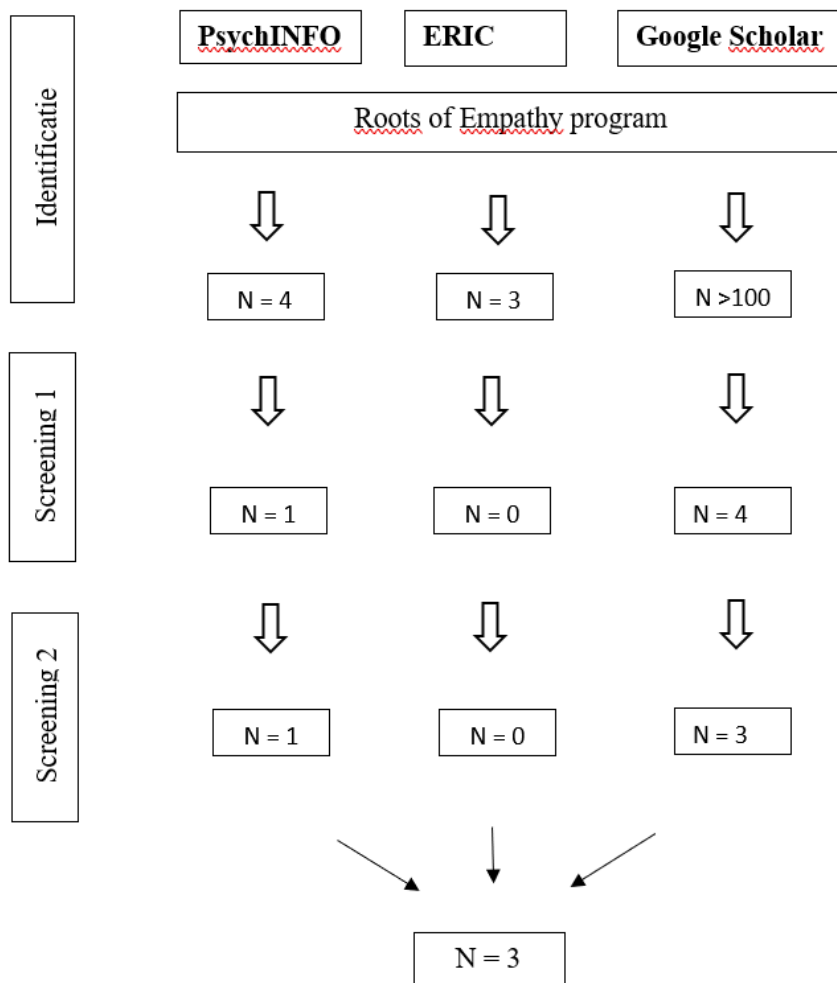 PsychINFO
ERIC
Google Scholar
Identificatie
Roots of Empathy program
N = 4
N = 3
N >100
Screening 1
N = 1
N = 0
N = 4
Screening 2
N = 1
N = 0
N = 3
N = 3